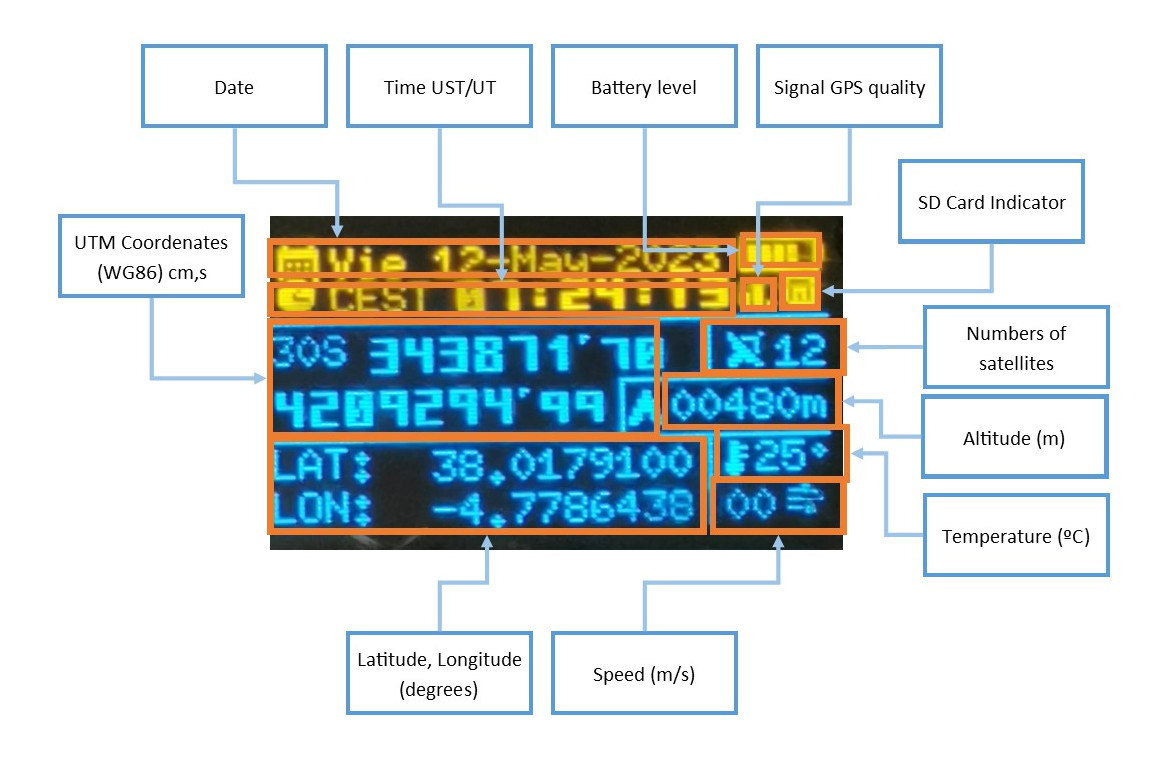 Date
Time UST/UT
Battery level
Signal GPS quality
SD Card Indicator
UTM Coordenates
(WG86) cm,s
Vie 12-May-2023
CEST 07:24:13
30S 343871'70
12
Numbers of
satellites
4209294'99 A
00480m
Altitude (m)
LAT: 38.0179100
25°
LON: -4.7786438
00
Temperature (ºC)
Latitude, Longitude
(degrees)
Speed (m/s)